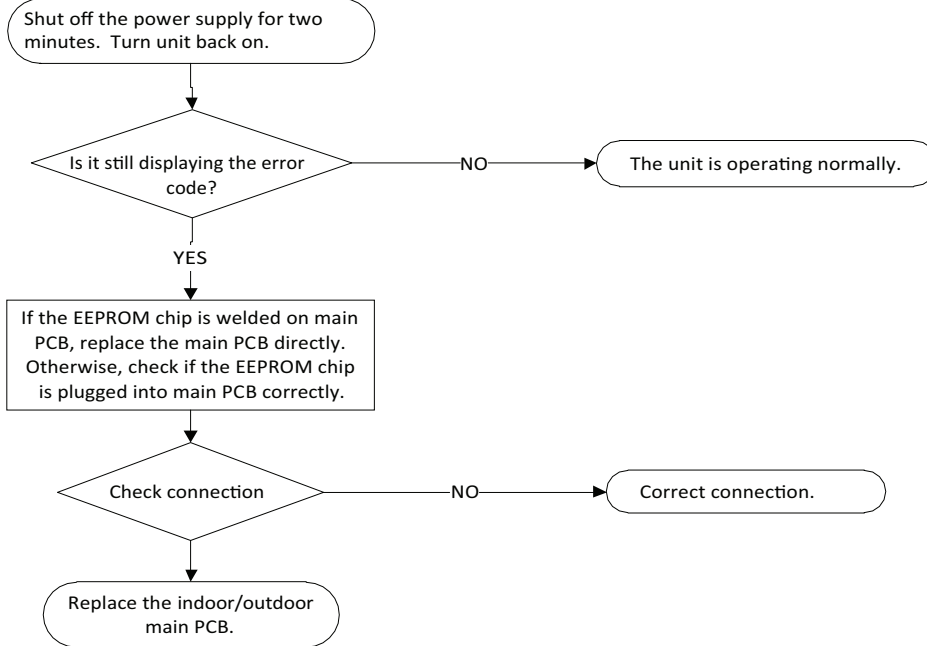 Shut off the power supply for two
minutes.  Turn unit back on.
Is it still displaying the error
code?
NO
The unit is operating normally.
YES
If the EEPROM chip is welded on main
PCB, replace the main PCB directly.
Otherwise, check if the EEPROM chip
is plugged into main PCB correctly.
Check connection
NO
Correct connection.
Replace the indoor/outdoor
main PCB.